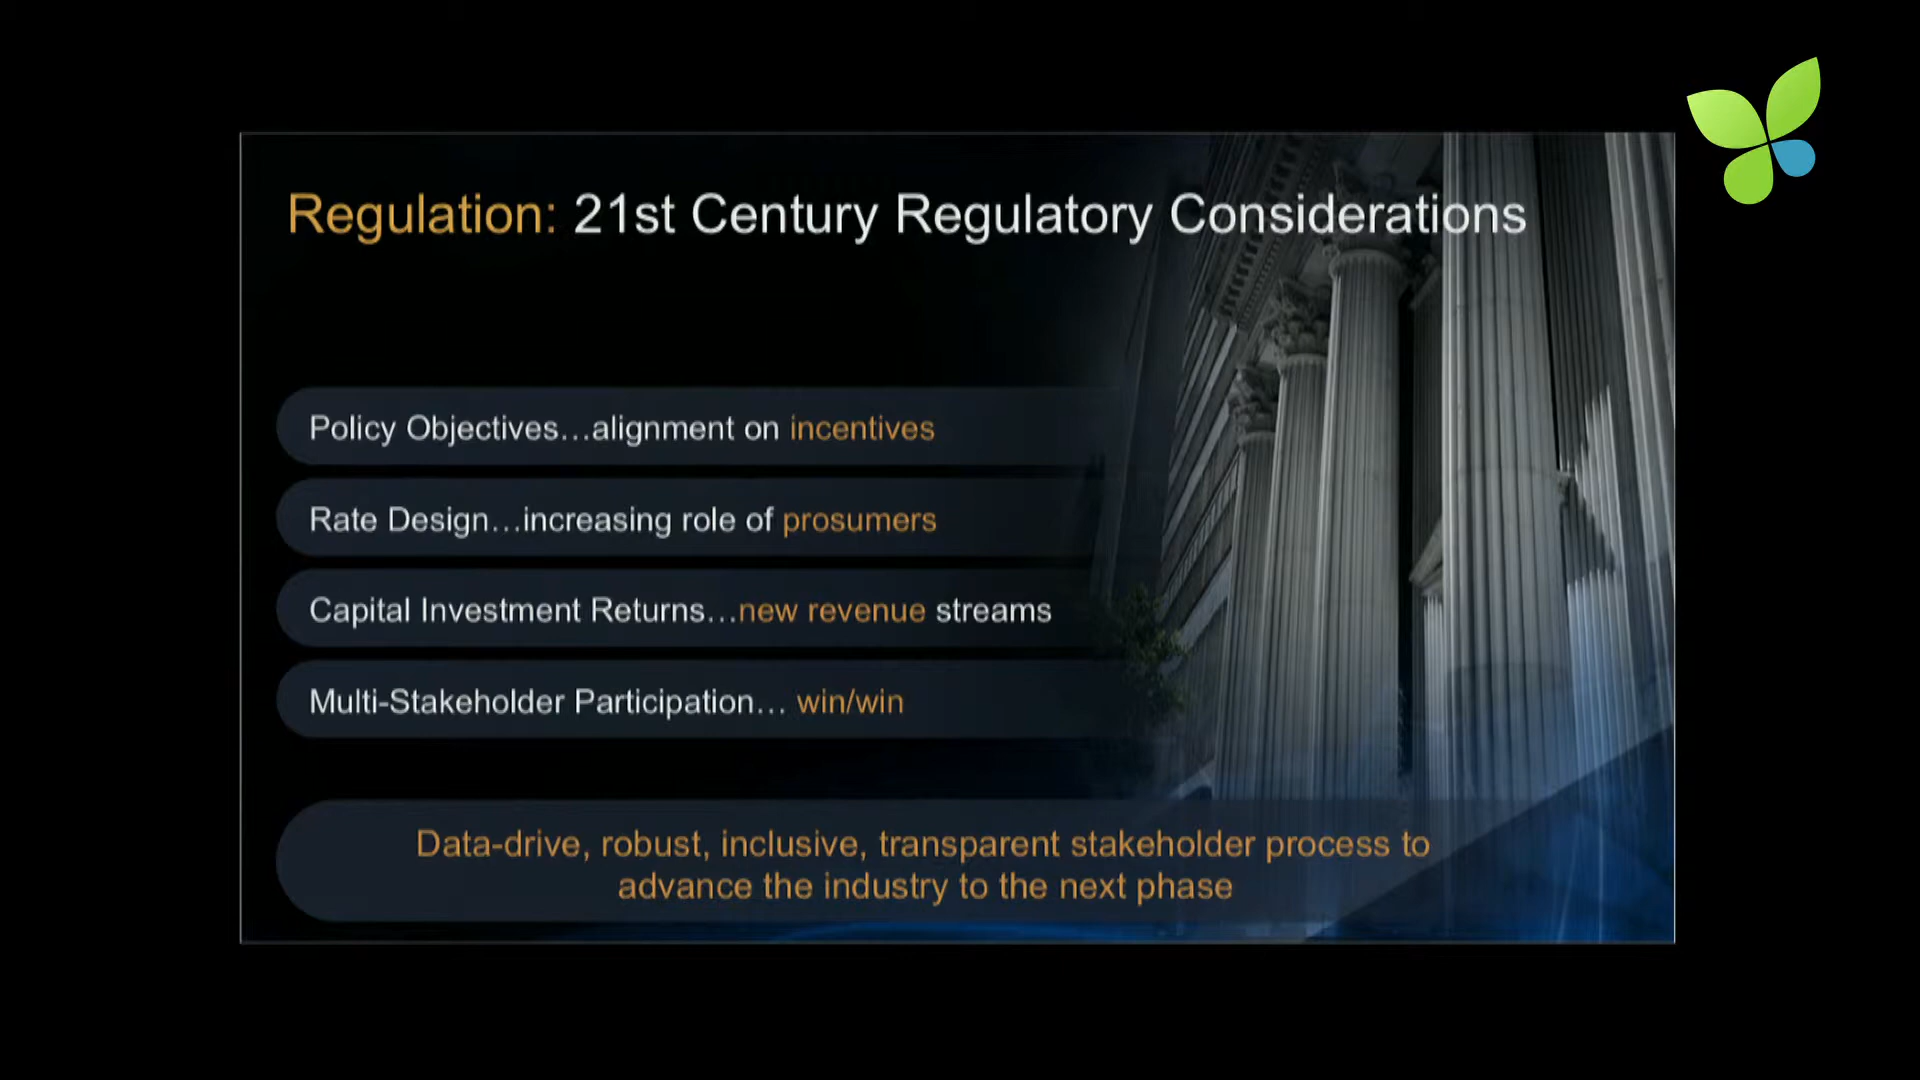 Regulation: 21st Century Regulatory Considerations
Policy Objectives…alignment on incentives
Rate Design…increasing role of prosumers
Capital Investment Returns…new revenue streams
Multi-Stakeholder Participation… win/win
Data-drive, robust, inclusive, transparent stakeholder process to
advance the industry to the next phase